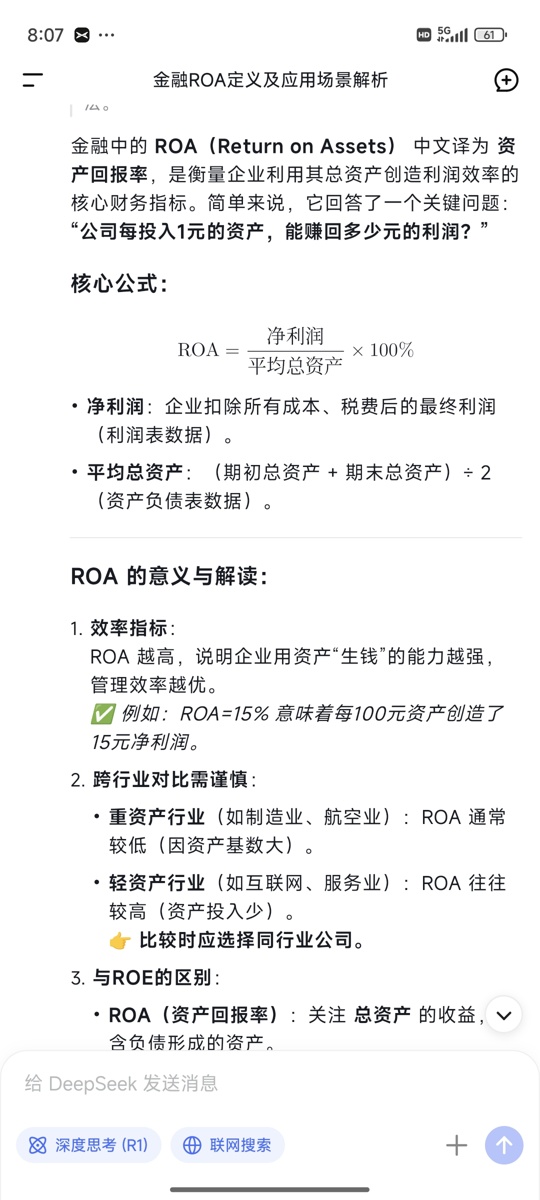 8:07
HD 5G 61
金融ROA定义及应用场景解析
金融中的 ROA（Return on Assets） 中文译为 资
产回报率，是衡量企业利用其总资产创造利润效率的
核心财务指标。简单来说，它回答了一个关键问题：
“公司每投入1元的资产，能赚回多少元的利润？”
核心公式：
ROA = 净利润 / 平均总资产 × 100%
• 净利润：企业扣除所有成本、税费后的最终利润
（利润表数据）。
• 平均总资产：（期初总资产 + 期末总资产）÷ 2
（资产负债表数据）。
ROA 的意义与解读：
1. 效率指标：
ROA 越高，说明企业用资产“生钱”的能力越强，
管理效率越优。
✅ 例如：ROA=15% 意味着每100元资产创造了
15元净利润。
2. 跨行业对比需谨慎：
• 重资产行业（如制造业、航空业）：ROA 通常
较低（因资产基数大）。
• 轻资产行业（如互联网、服务业）：ROA 往往
较高（资产投入少）。
👉 比较时应选择同行业公司。
3. 与ROE的区别：
• ROA（资产回报率）：关注 总资产 的收益，
含负债形成的资产。
给 DeepSeek 发送消息
深度思考 (R1)
联网搜索